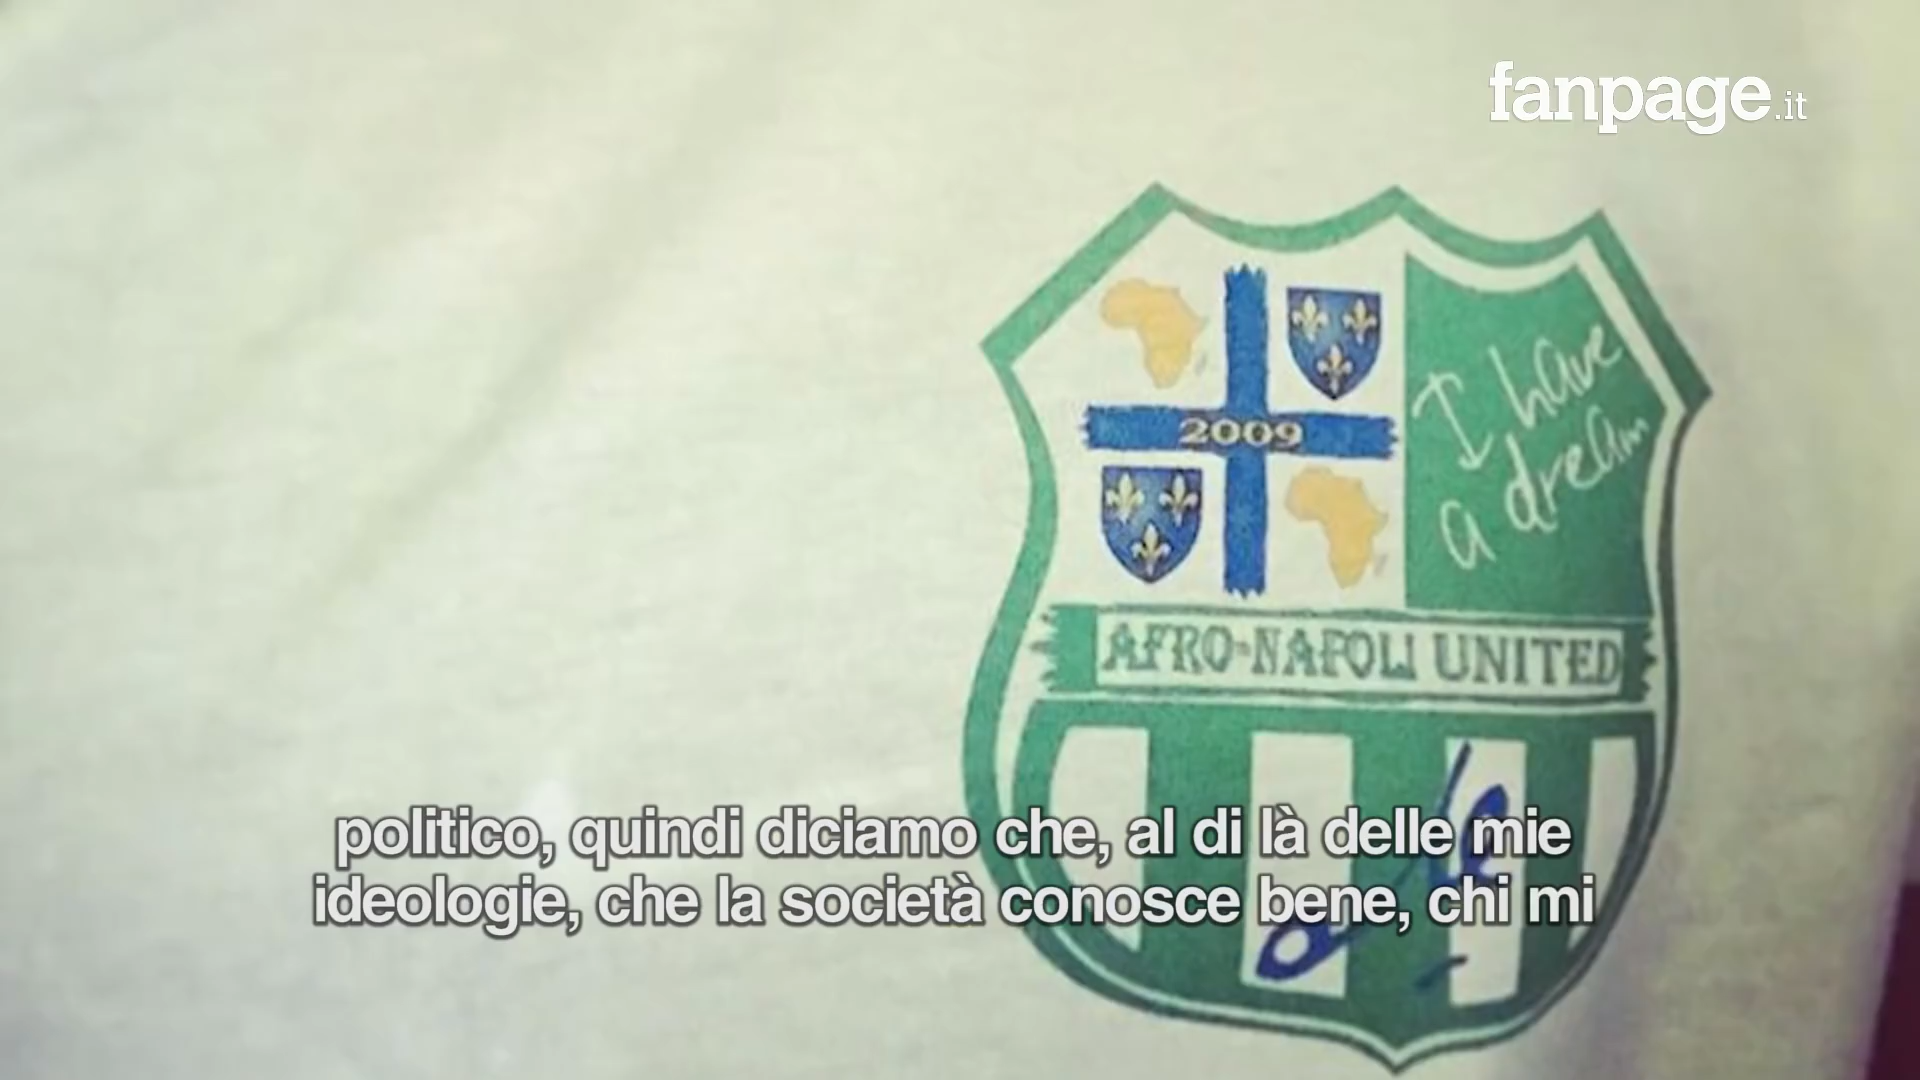 fanpage.it
I have
a dream
2009
AFRO-NAPOLI UNITED
politico, quindi diciamo che, al di là delle mie
ideologie, che la società conosce bene, chi mi